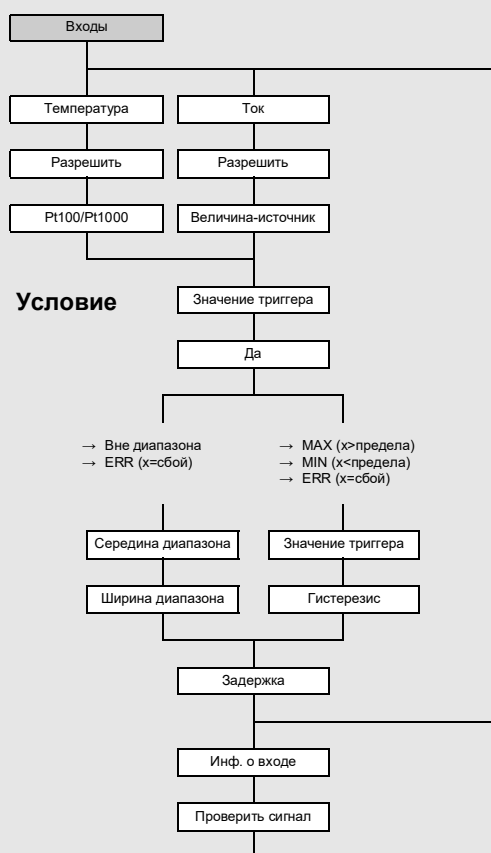 Входы
Температура Ток
Разрешить Разрешить
Pt100/Pt1000 Величина-источник
Условие
Значение триггера
Да
→ Вне диапазона
→ ERR (x=сбой)
→ MAX (x>предела)
→ MIN (x<предела)
→ ERR (x=сбой)
Середина диапазона Значение триггера
Ширина диапазона Гистерезис
Задержка
Инф. о входе
Проверить сигнал